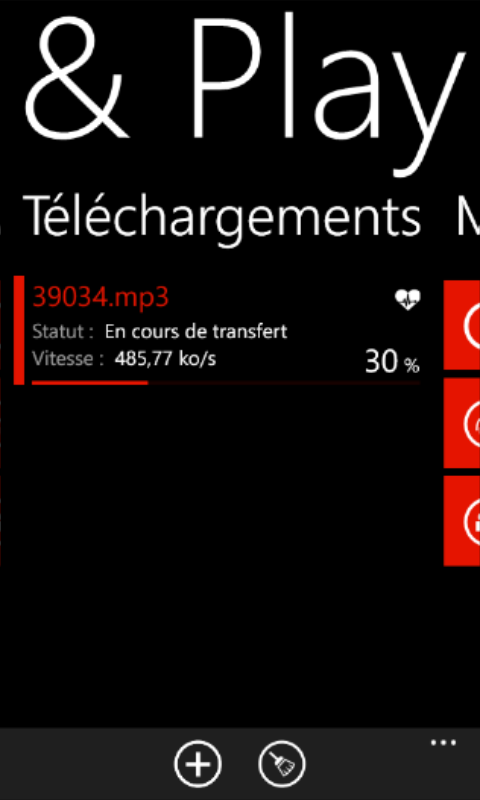 & Play
Téléchargements
39034.mp3
Statut : En cours de transfert
Vitesse : 485,77 ko/s
30 %